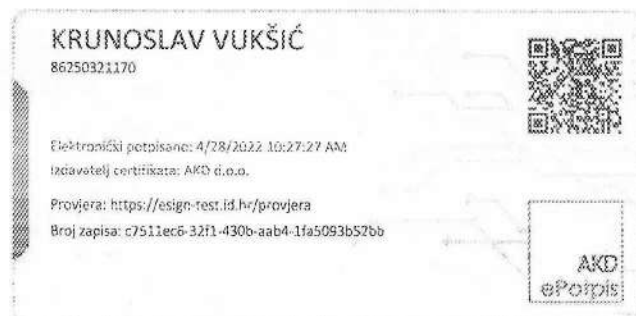 KRUNOSLAV VUKŠIĆ
86250321170
Elektronički potpisano: 4/28/2022 10:27:27 AM
Izdavatelj certifikata: AKD d.o.o.
Provjera: https://esign-test.id.hr/provjera
Broj zapisa: c7511ec6-32f1-430b-aab4-1fa5093b52bb
AKD
ePotpis